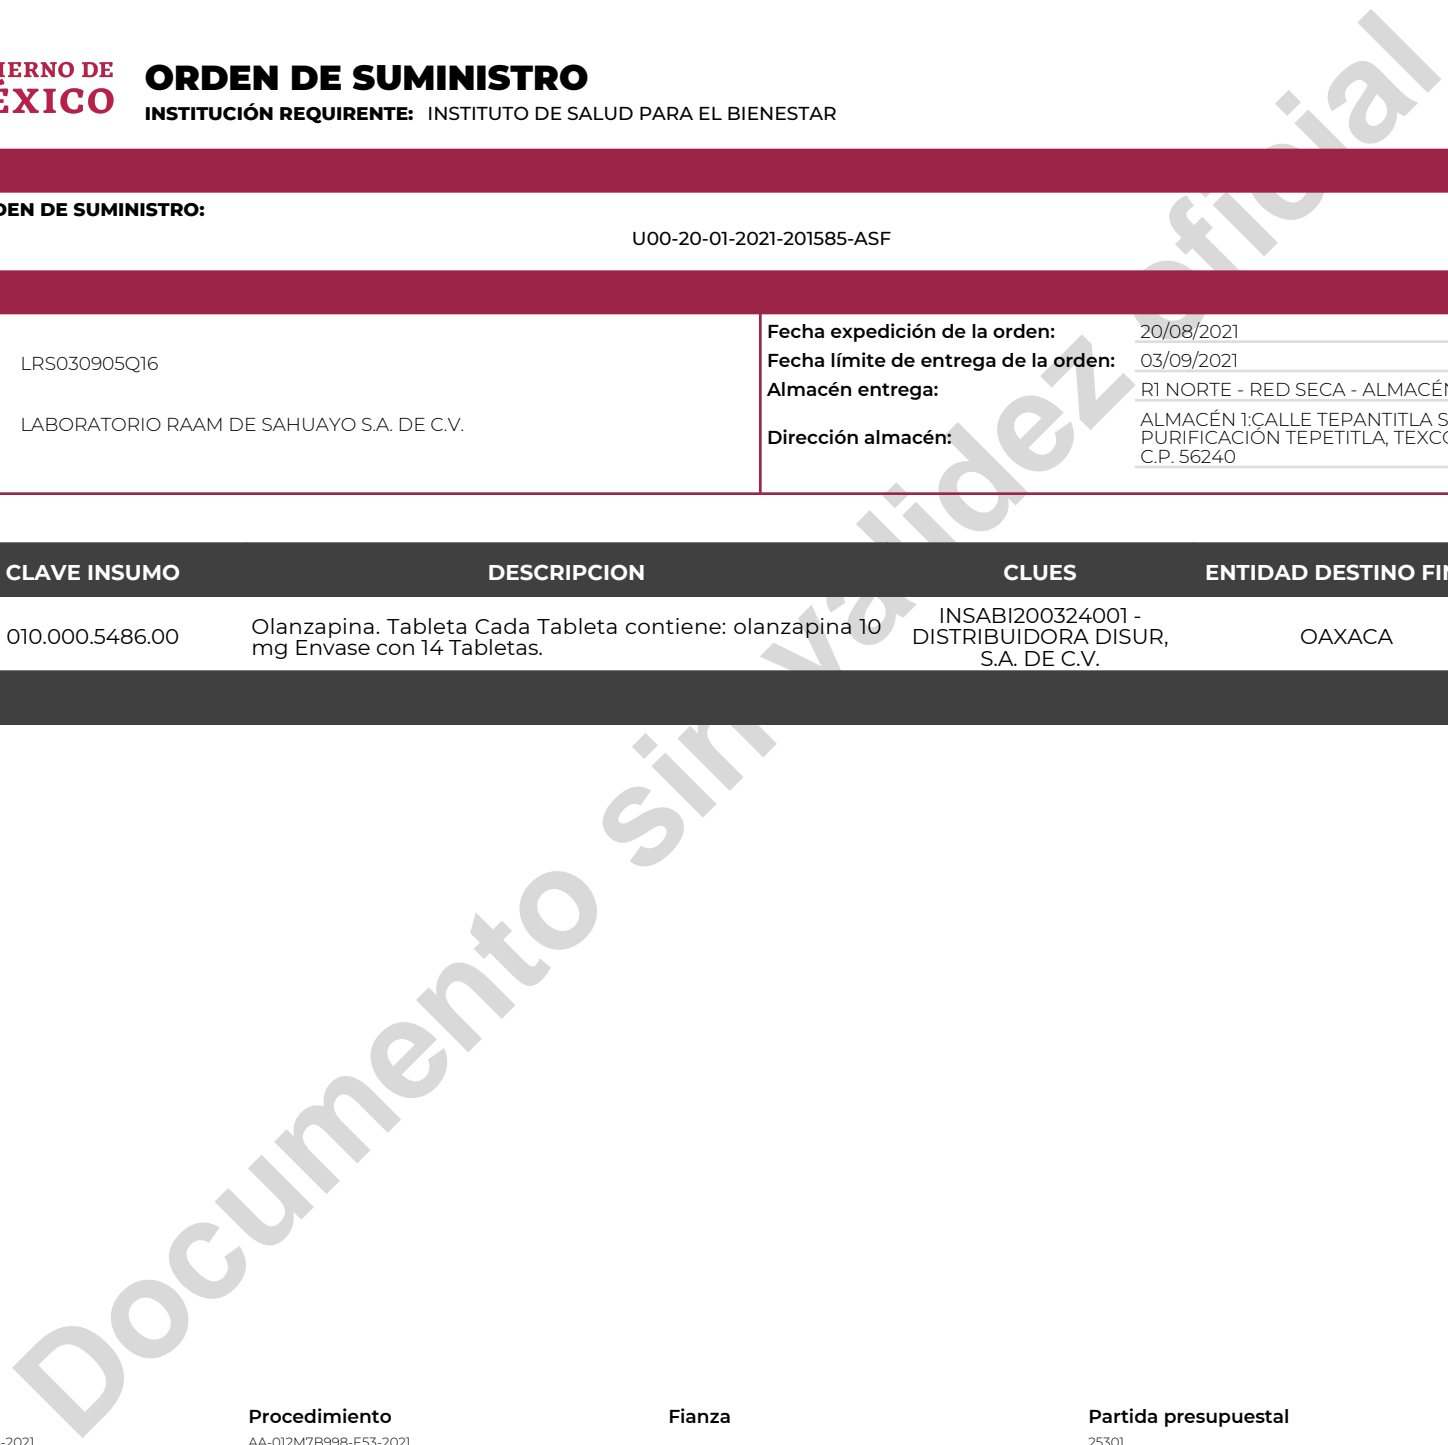 ORDEN DE SUMINISTRO
INSTITUCIÓN REQUIRENTE: INSTITUTO DE SALUD PARA EL BIENESTAR
DE
MÉXICO
DE SUMINISTRO:
U00-20-01-2021-201585-ASF
LRS030905Q16
LABORATORIO RAAM DE SAHUAYO S.A. DE C.V.
Fecha expedición de la orden: 20/08/2021
Fecha límite de entrega de la orden: 03/09/2021
Almacén entrega: R1 NORTE - RED SECA - ALMACÉN
Dirección almacén: ALMACÉN 1:CALLE TEPANTITLA
PURIFICACIÓN TEPETITLA,
C.P. 56240
CLAVE INSUMO DESCRIPCION CLUES ENTIDAD DESTINO
010.000.5486.00
Olanzapina. Tableta Cada Tableta contiene: olanzapina 10
mg Envase con 14 Tabletas.
INSABI200324001 -
DISTRIBUIDORA DISUR,
S.A. DE C.V.
OAXACA
Documento sin validez oficial
Procedimiento Fianza Partida presupuestal
-2021 AA-012M7B998-E53-2021 25301